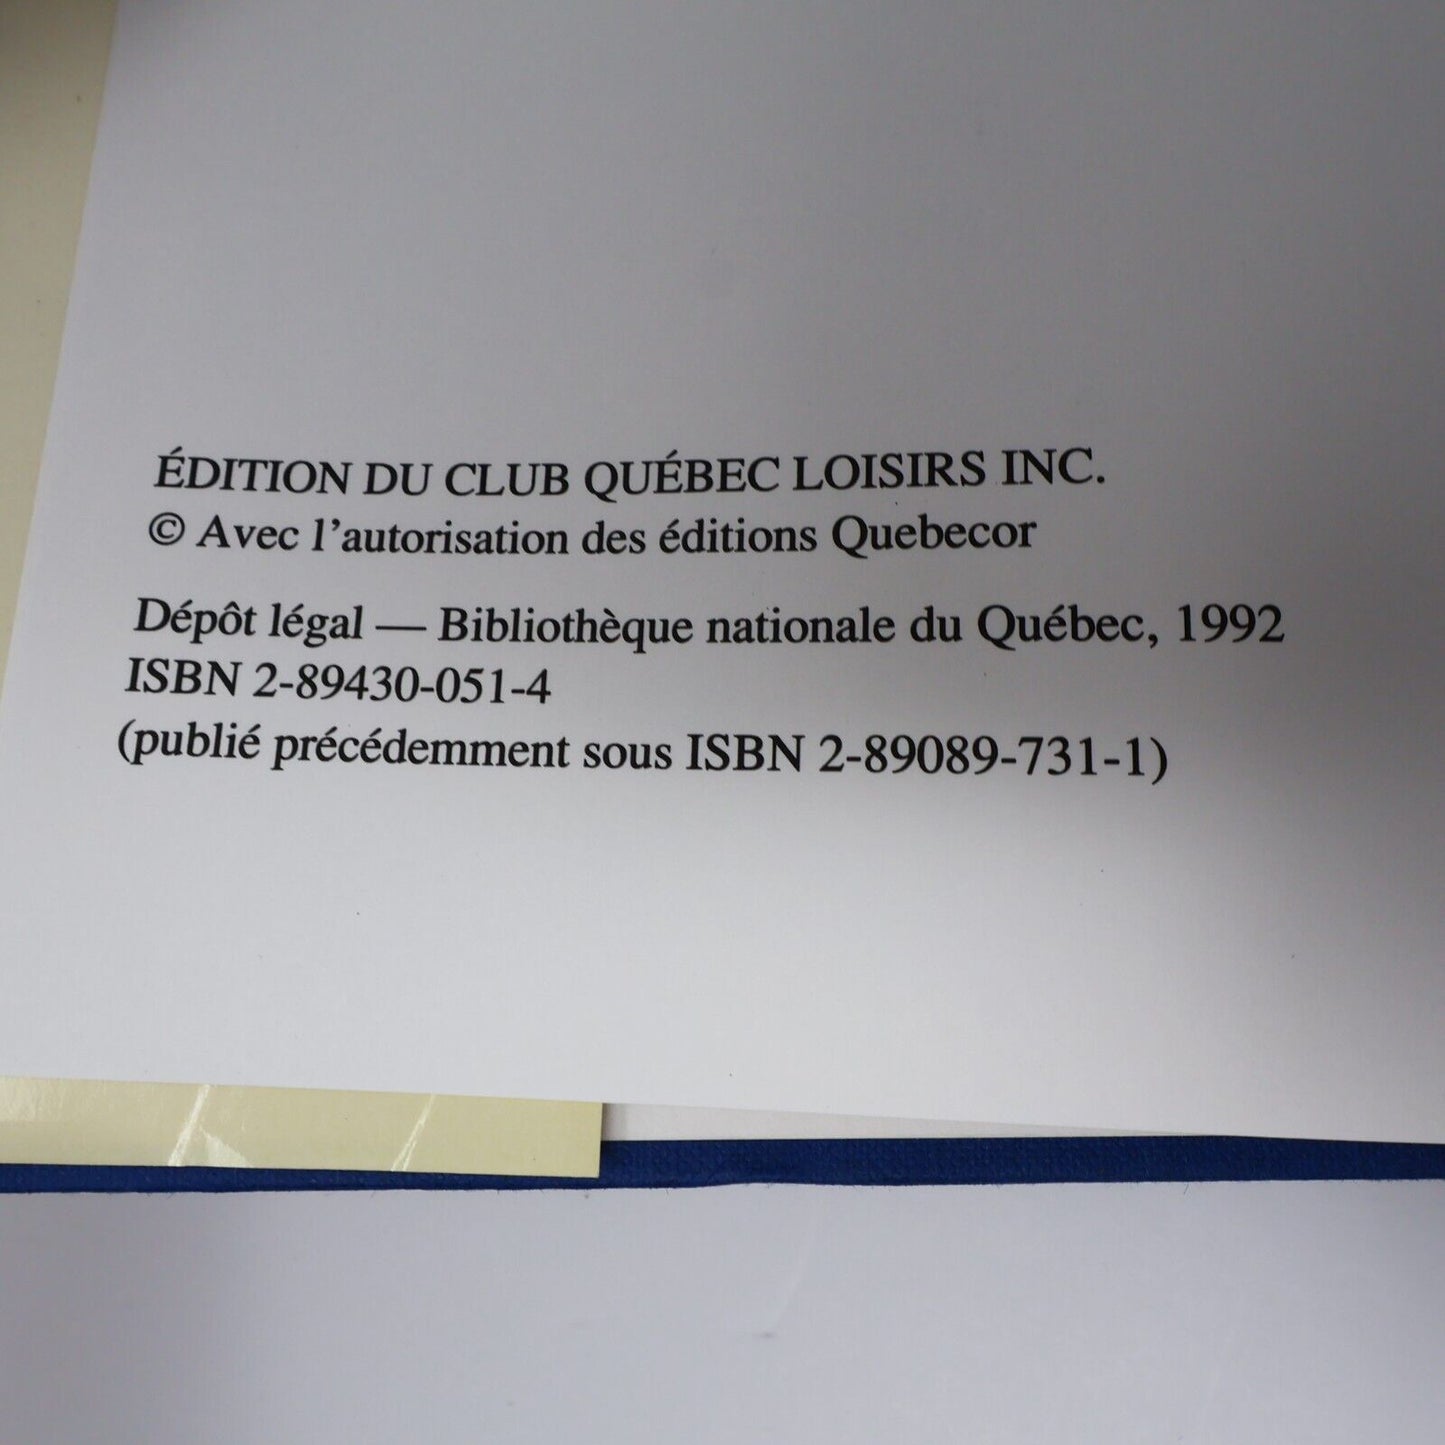 ÉDITION DU CLUB QUÉBEC LOISIRS INC.
© Avec l'autorisation des éditions Quebecor
Dépôt légal — Bibliothèque nationale du Québec, 1992
ISBN 2-89430-051-4
(publié précédemment sous ISBN 2-89089-731-1)